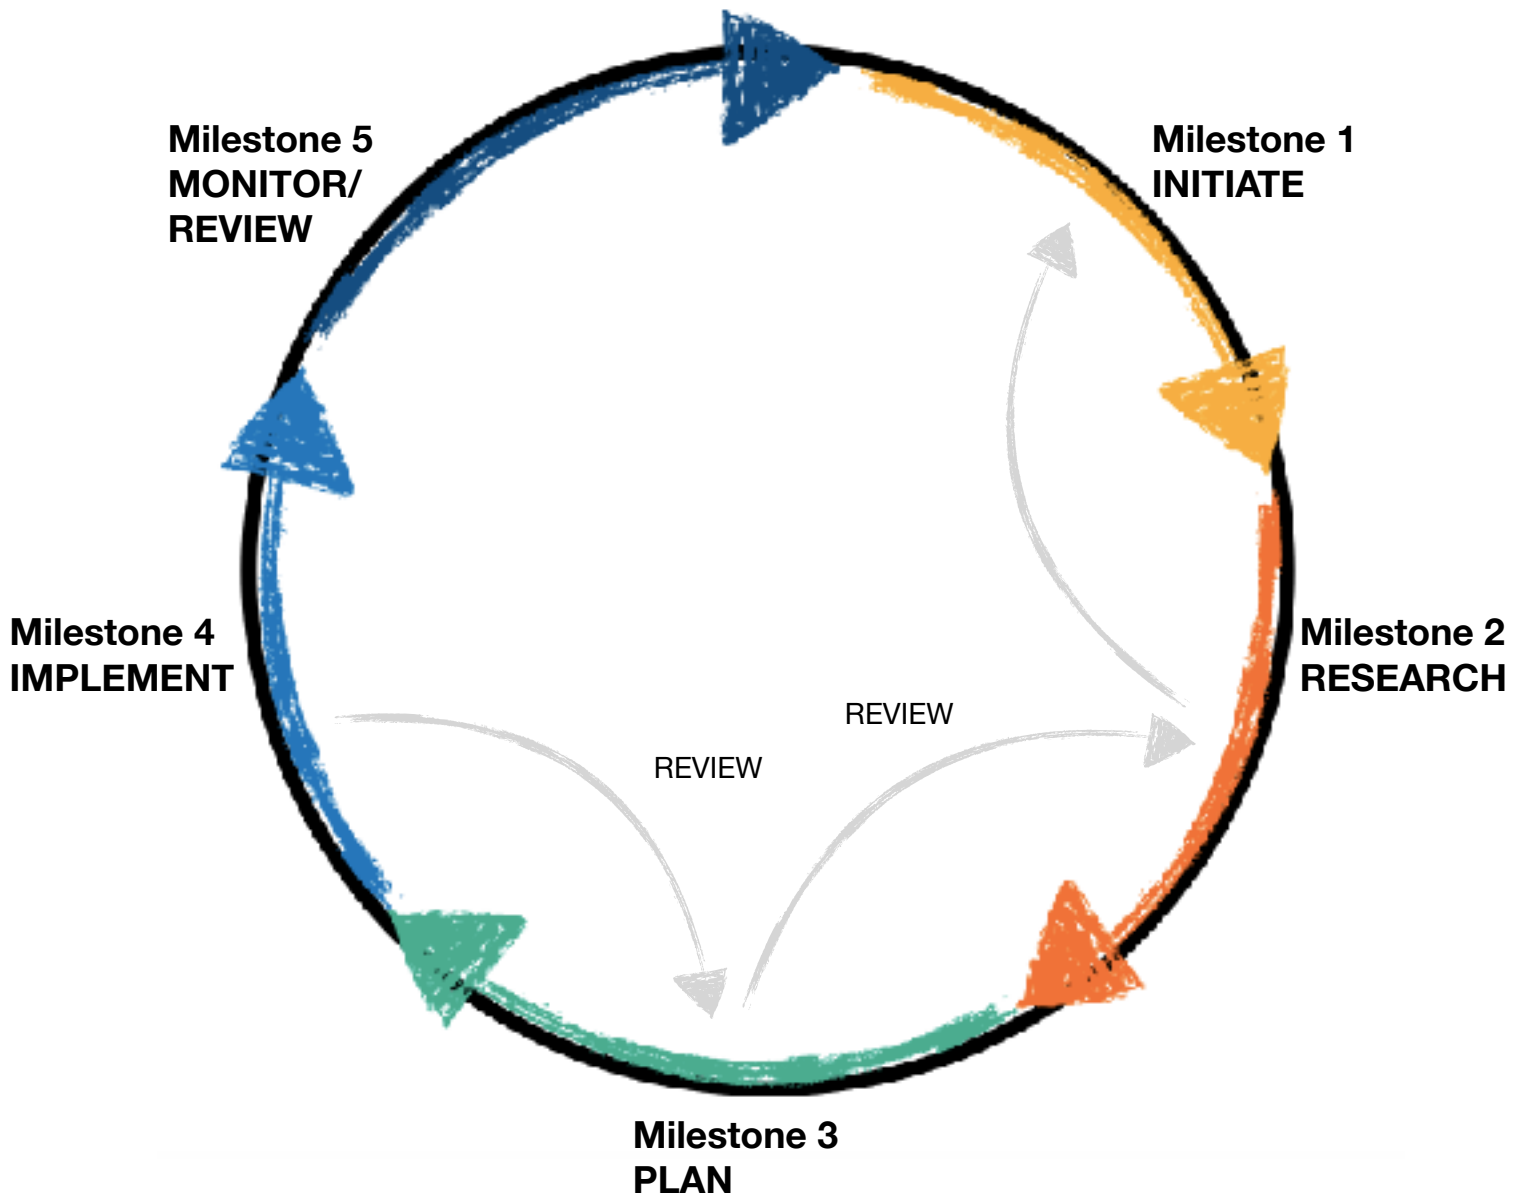 Milestone 5
MONITOR/
REVIEW
Milestone 1
INITIATE
Milestone 4
IMPLEMENT
Milestone 2
RESEARCH
REVIEW
REVIEW
Milestone 3
PLAN